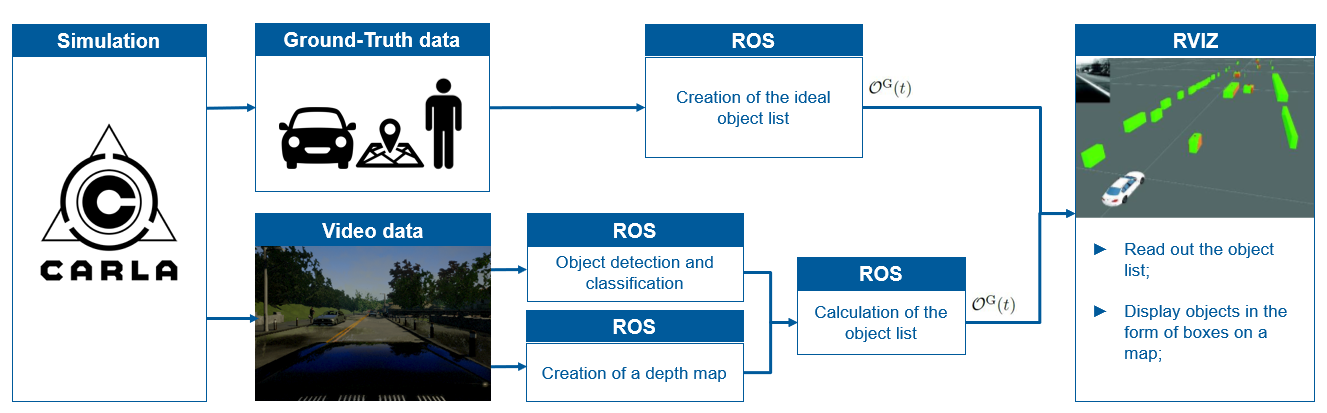 Simulation
CARLA
Ground-Truth data
Video data
ROS
Creation of the ideal
object list
𝒪ᴳ(t)
ROS
Object detection and
classification
ROS
Creation of a depth map
ROS
Calculation of the
object list
𝒪ᴳ(t)
RVIZ
► Read out the object
list;
► Display objects in the
form of boxes on a
map;